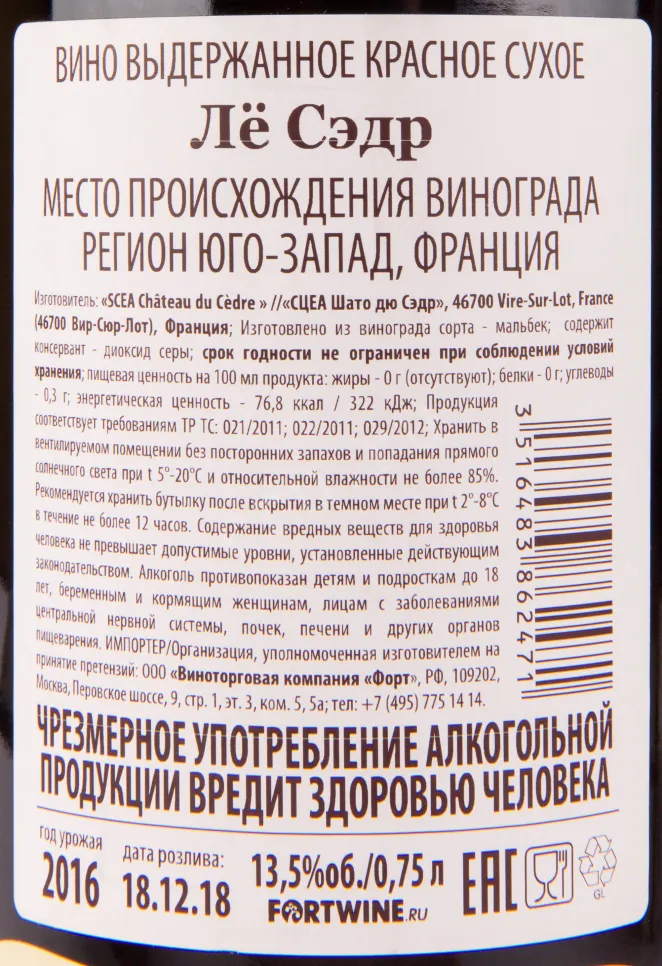 ВИНО ВЫДЕРЖАННОЕ КРАСНОЕ СУХОЕ
Лё Сэдр
МЕСТО ПРОИСХОЖДЕНИЯ ВИНОГРАДА
РЕГИОН ЮГО-ЗАПАД, ФРАНЦИЯ
Изготовитель: «SCEA Château du Cèdre » //«СЦЕА Шато дю Сэдр», 46700 Vire-Sur-Lot, France
(46700 Вир-Сюр-Лот), Франция; Изготовлено из винограда сорта - мальбек; содержит
консервант - диоксид серы; срок годности не ограничен при соблюдении условий
хранения; пищевая ценность на 100 мл продукта: жиры - 0 г (отсутствуют); белки - 0 г; углеводы
- 0,3 г; энергетическая ценность - 76,8 ккал / 322 кДж; Продукция
соответствует требованиям ТР ТС: 021/2011; 022/2011; 029/2012; Хранить в
вентилируемом помещении без посторонних запахов и попадания прямого
солнечного света при t 5°-20°C и относительной влажности не более 85%.
Рекомендуется хранить бутылку после вскрытия в темном месте при t 2°-8°C
в течение не более 12 часов. Содержание вредных веществ для здоровья
человека не превышает допустимые уровни, установленные действующим
законодательством. Алкоголь противопоказан детям и подросткам до 18
лет, беременным и кормящим женщинам, лицам с заболеваниями
центральной нервной системы, почек, печени и других органов
пищеварения. ИМПОРТЕР/Организация, уполномоченная изготовителем на
принятие претензий: ООО «Виноторговая компания «Форт», РФ, 109202,
Москва, Перовское шоссе, 9, стр. 1, эт. 3, ком. 5, 5а; тел: +7 (495) 775 14 14.
3 516483 862471
ЧРЕЗМЕРНОЕ УПОТРЕБЛЕНИЕ АЛКОГОЛЬНОЙ
ПРОДУКЦИИ ВРЕДИТ ЗДОРОВЬЮ ЧЕЛОВЕКА
год урожая
2016
дата розлива:
18.12.18
13,5%об./0,75 л
FORTWINE.RU
EAC
GL